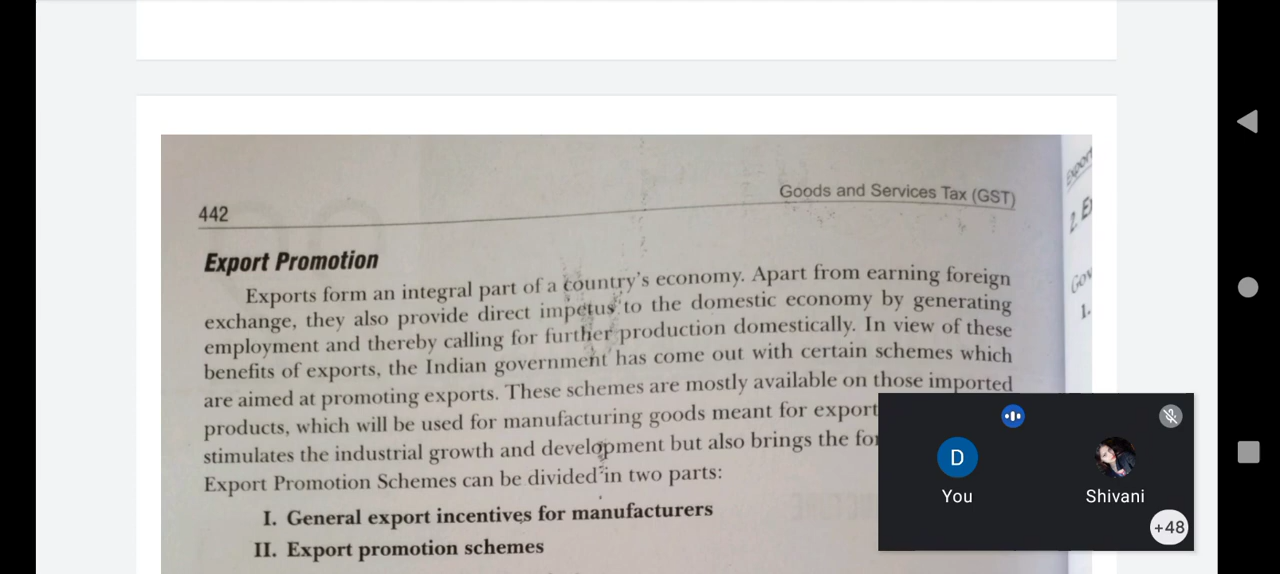 Goods and Services Tax (GST)
442
Export Promotion
Exports form an integral part of a country's economy. Apart from earning foreign
exchange, they also provide direct impetus to the domestic economy by generating
employment and thereby calling for further production domestically. In view of these
benefits of exports, the Indian government has come out with certain schemes which
are aimed at promoting exports. These schemes are mostly available on those imported
products, which will be used for manufacturing goods meant for export
stimulates the industrial growth and development but also brings the
Export Promotion Schemes can be divided in two parts:
I. General export incentives for manufacturers
II. Export promotion schemes
Export
2.
1.
D
You
Shivani
+48